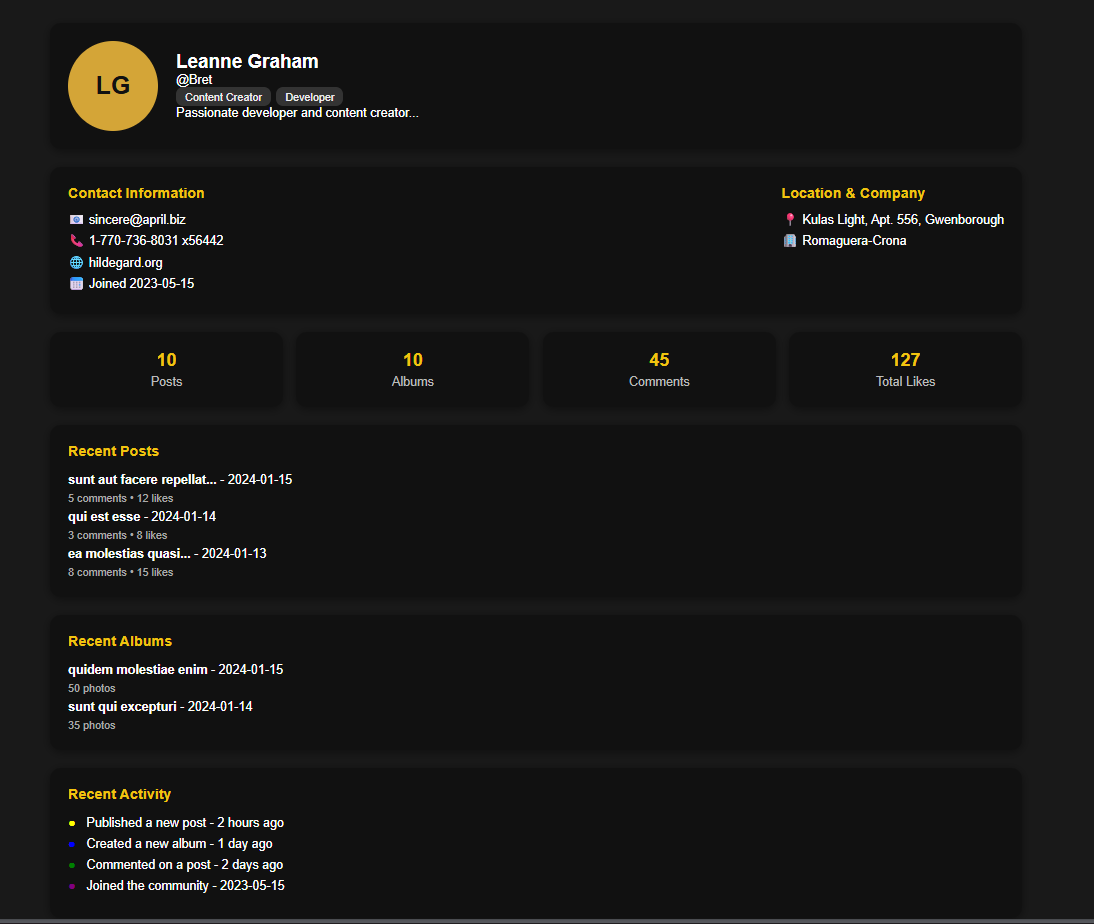 LG
Leanne Graham
@Bret
Content Creator Developer
Passionate developer and content creator...
Contact Information
sincere@april.biz
1-770-736-8031 x56442
hildegard.org
Joined 2023-05-15
Location & Company
Kulas Light, Apt. 556, Gwenborough
Romaguera-Crona
10
Posts
10
Albums
45
Comments
127
Total Likes
Recent Posts
sunt aut facere repellat... - 2024-01-15
5 comments • 12 likes
qui est esse - 2024-01-14
3 comments • 8 likes
ea molestias quasi... - 2024-01-13
8 comments • 15 likes
Recent Albums
quidem molestiae enim - 2024-01-15
50 photos
sunt qui excepturi - 2024-01-14
35 photos
Recent Activity
Published a new post - 2 hours ago
Created a new album - 1 day ago
Commented on a post - 2 days ago
Joined the community - 2023-05-15